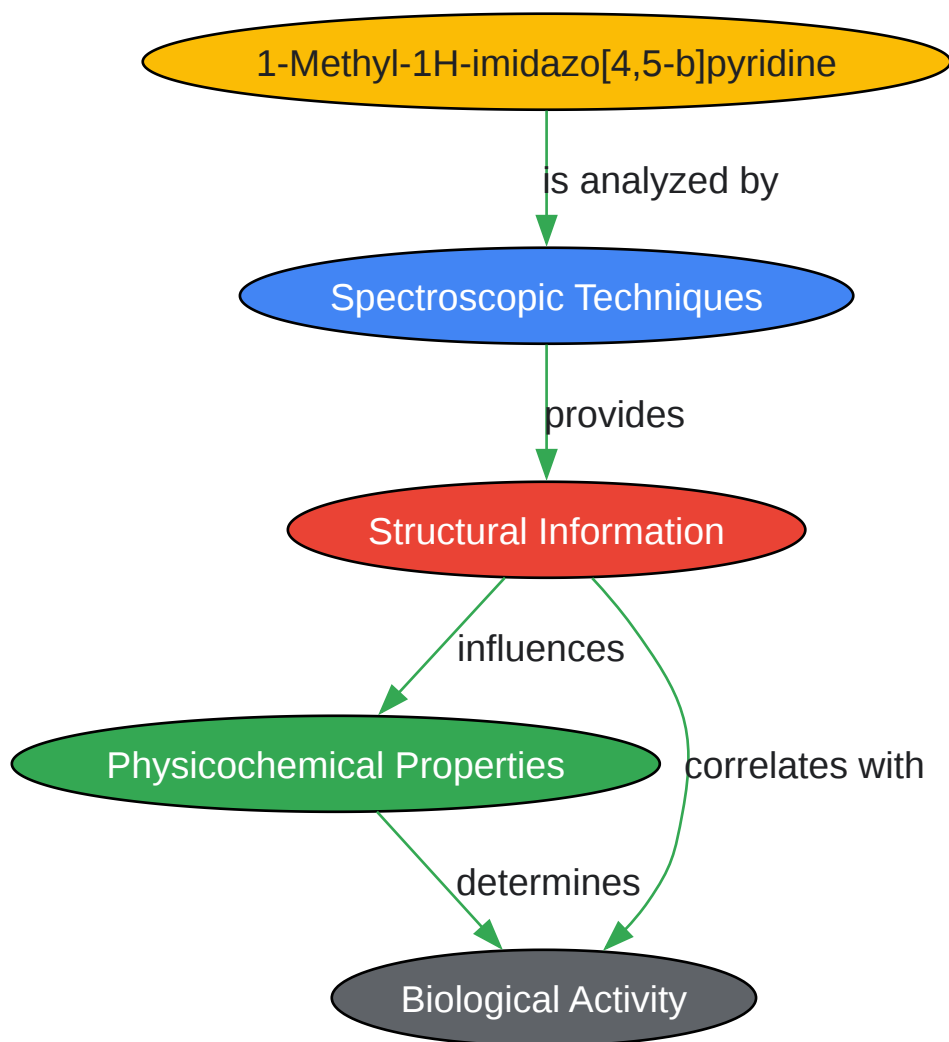 1-Methyl-1H-imidazo[4,5-b]pyridine
is analyzed by
Spectroscopic Techniques
provides
Structural Information
influences
Physicochemical Properties
correlates with
determines
Biological Activity